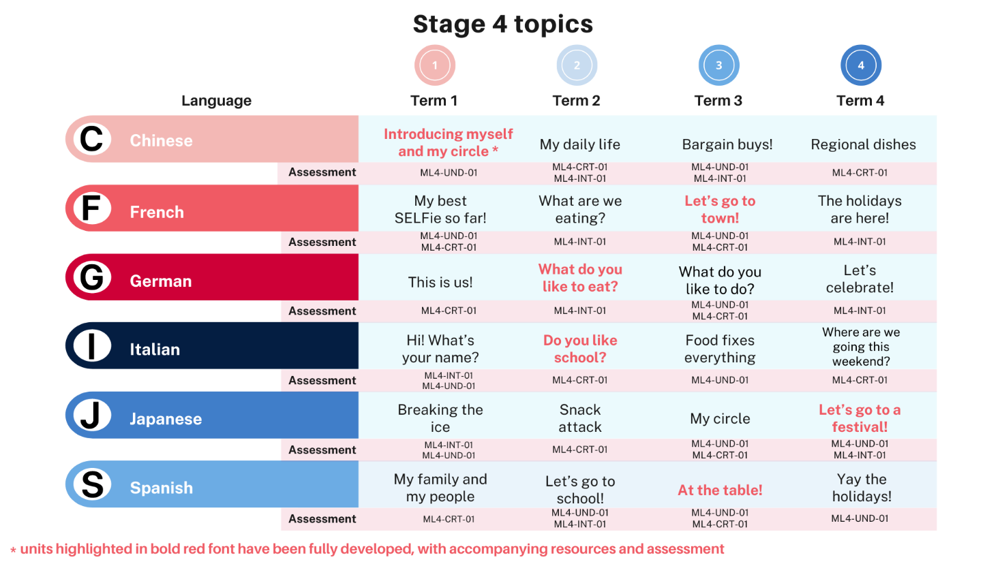 Stage 4 topics
1 2 3 4
Language Term 1 Term 2 Term 3 Term 4
C Chinese
Introducing myself
and my circle *
My daily life
Bargain buys!
Regional dishes
Assessment
ML4-UND-01
ML4-CRT-01
ML4-INT-01
ML4-UND-01
ML4-INT-01
ML4-CRT-01
F French
My best
SELFie so far!
What are we
eating?
Let's go to
town!
The holidays
are here!
Assessment
ML4-UND-01
ML4-CRT-01
ML4-INT-01
ML4-UND-01
ML4-CRT-01
ML4-INT-01
G German
This is us!
What do you
like to eat?
What do you
like to do?
Let's
celebrate!
Assessment
ML4-CRT-01
ML4-INT-01
ML4-UND-01
ML4-CRT-01
ML4-INT-01
I Italian
Hi! What's
your name?
Do you like
school?
Food fixes
everything
Where are we
going this
weekend?
Assessment
ML4-INT-01
ML4-UND-01
ML4-CRT-01
ML4-UND-01
ML4-CRT-01
J Japanese
Breaking the
ice
Snack
attack
My circle
Let's go to a
festival!
Assessment
ML4-INT-01
ML4-UND-01
ML4-CRT-01
ML4-UND-01
ML4-CRT-01
ML4-UND-01
ML4-INT-01
S Spanish
My family and
my people
Let's go to
school!
At the table!
Yay the
holidays!
Assessment
ML4-CRT-01
ML4-UND-01
ML4-INT-01
ML4-UND-01
ML4-CRT-01
ML4-UND-01
* units highlighted in bold red font have been fully developed, with accompanying resources and assessment